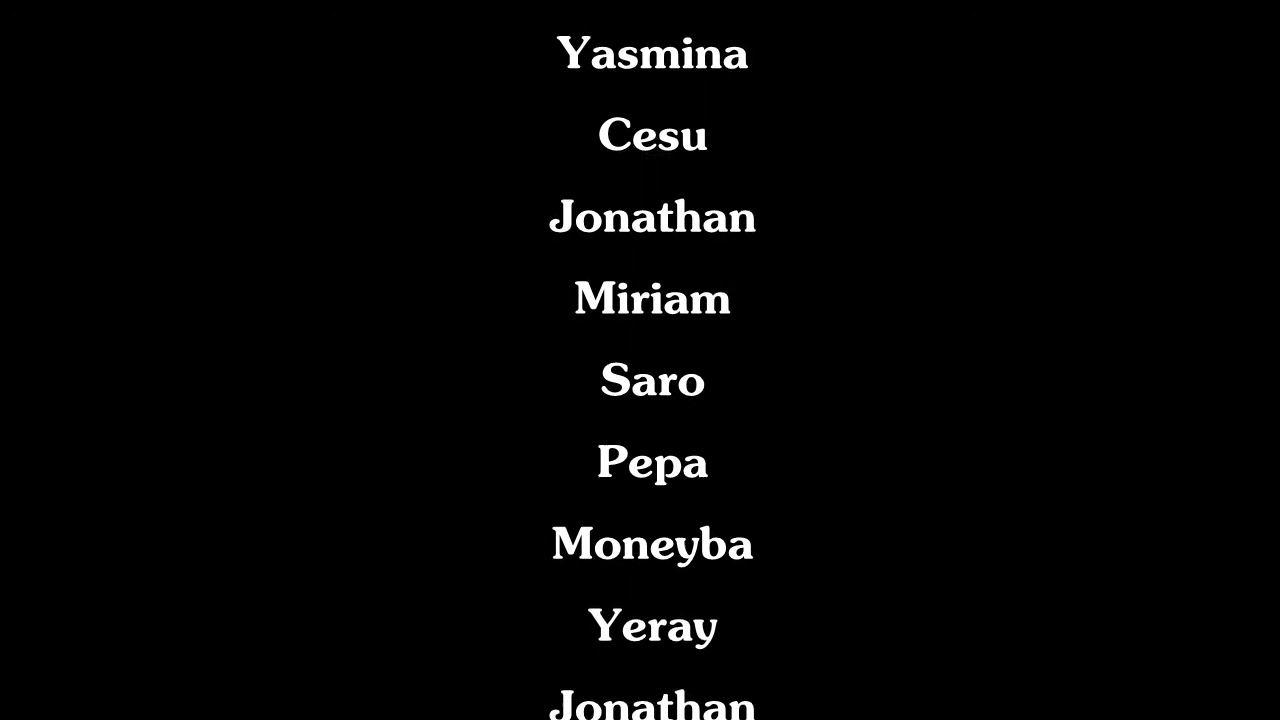 Yasmina
Cesu
Jonathan
Miriam
Saro
Pepa
Moneyba
Yeray
Jonathan